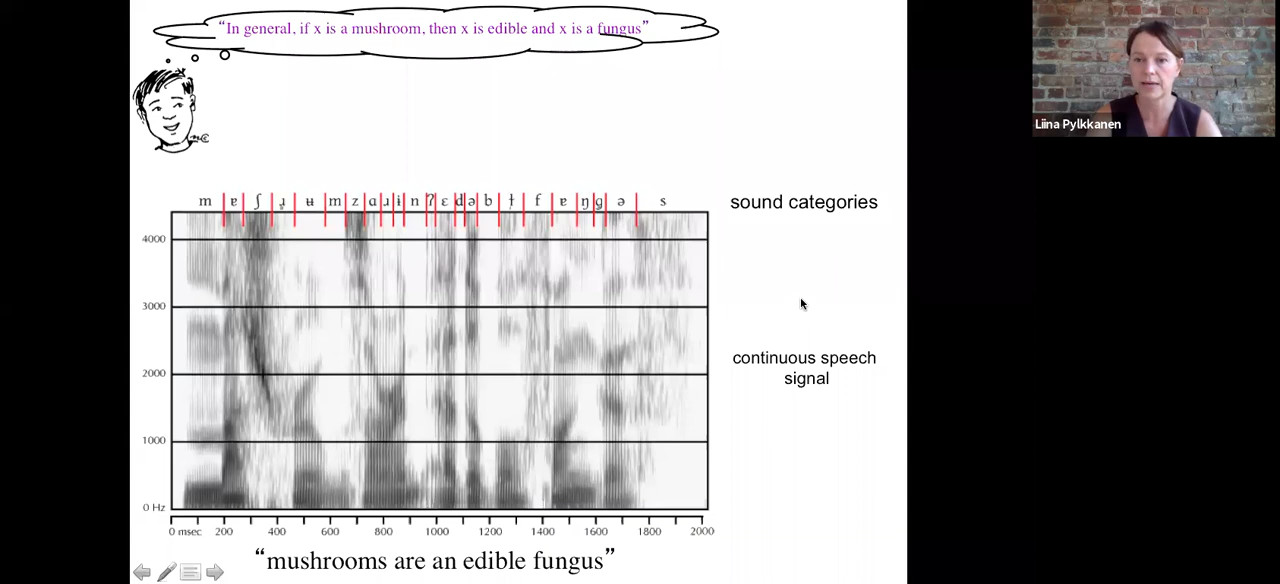 “In general, if x is a mushroom, then x is edible and x is a fungus”
Liina Pylkkanen
m ɐ ʃ ɹ̥ ʉ m z ɑ ɹ ɨ n ʔ ɛ d ə b ɫ f ɐ ŋ ɡ ə s
sound categories
4000
3000
continuous speech
signal
2000
1000
0 Hz
0 msec 200 400 600 800 1000 1200 1400 1600 1800 2000
“mushrooms are an edible fungus”